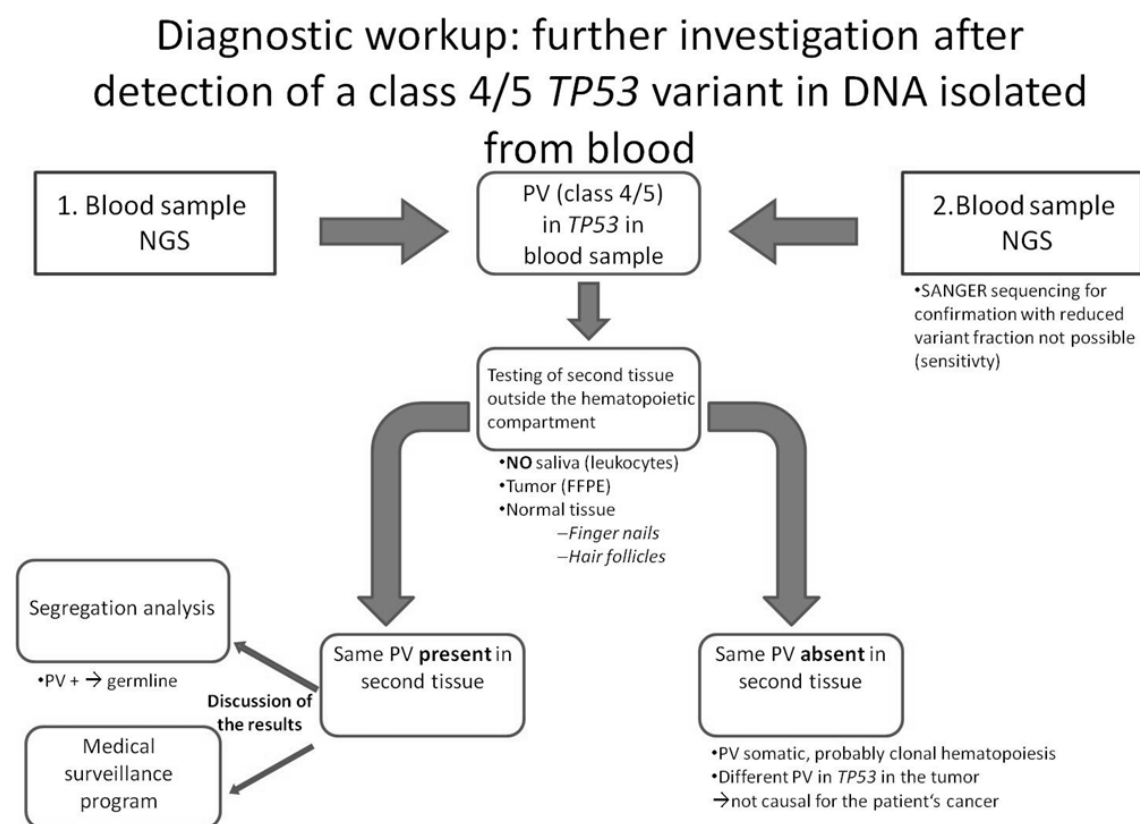 Diagnostic workup: further investigation after
detection of a class 4/5 TP53 variant in DNA isolated
from blood
1. Blood sample
NGS
PV (class 4/5)
in TP53 in
blood sample
2.Blood sample
NGS
•SANGER sequencing for
confirmation with reduced
variant fraction not possible
(sensitivty)
Testing of second tissue
outside the hematopoietic
compartment
•NO saliva (leukocytes)
•Tumor (FFPE)
•Normal tissue
–Finger nails
–Hair follicles
Segregation analysis
•PV + → germline
Discussion of
the results
Medical
surveillance
program
Same PV present in
second tissue
Same PV absent in
second tissue
•PV somatic, probably clonal hematopoiesis
•Different PV in TP53 in the tumor
→not causal for the patient‘s cancer